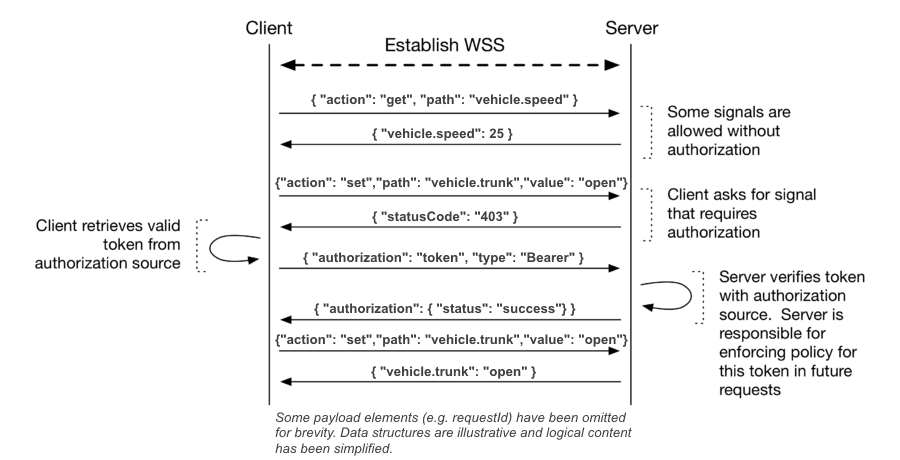 Client
Server
Establish WSS
{ "action": "get", "path": "vehicle.speed" }
{ "vehicle.speed": 25 }
Some signals are
allowed without
authorization
{"action": "set","path": "vehicle.trunk","value": "open"}
{ "statusCode": "403" }
Client asks for signal
that requires
authorization
Client retrieves valid
token from
authorization source
{ "authorization": "token", "type": "Bearer" }
{ "authorization": { "status": "success"} }
Server verifies token
with authorization
source.  Server is
responsible for
enforcing policy for
this token in future
requests
{"action": "set","path": "vehicle.trunk","value": "open"}
{ "vehicle.trunk": "open" }
Some payload elements (e.g. requestId) have been omitted
for brevity. Data structures are illustrative and logical content
has been simplified.